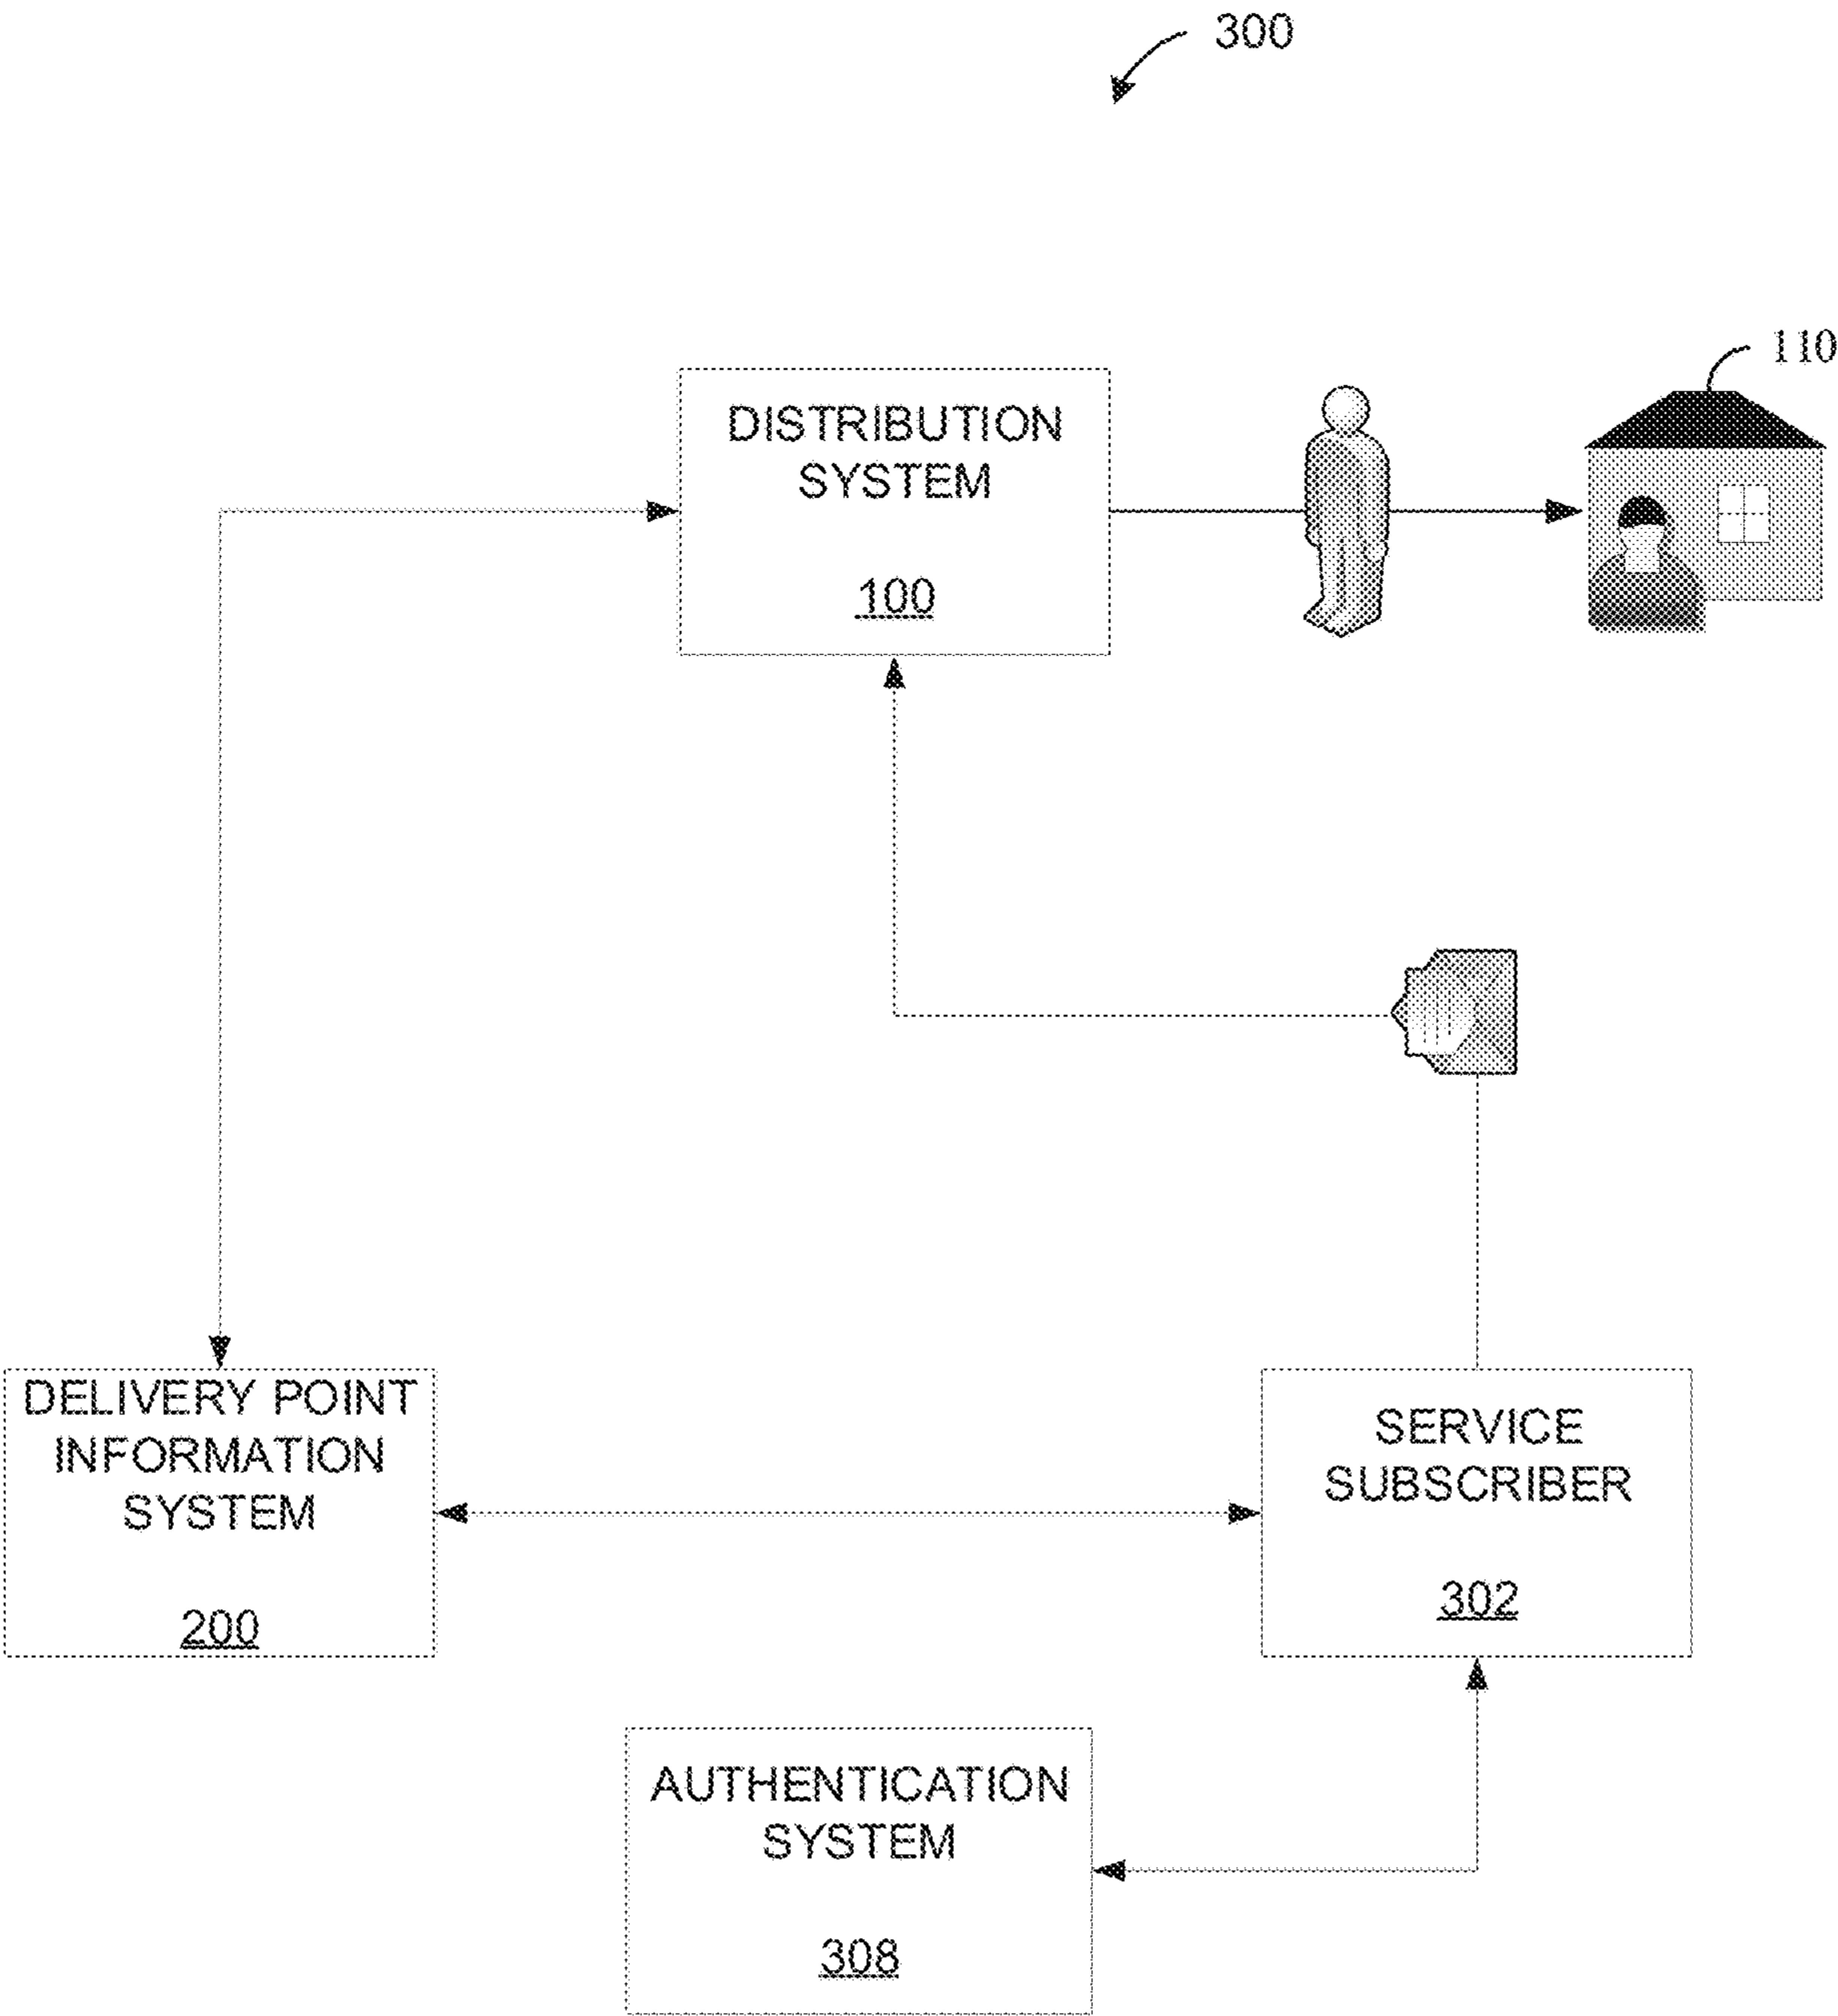 300
110
DISTRIBUTION
SYSTEM
100
DELIVERY POINT
INFORMATION
SYSTEM
200
SERVICE
SUBSCRIBER
302
AUTHENTICATION
SYSTEM
308